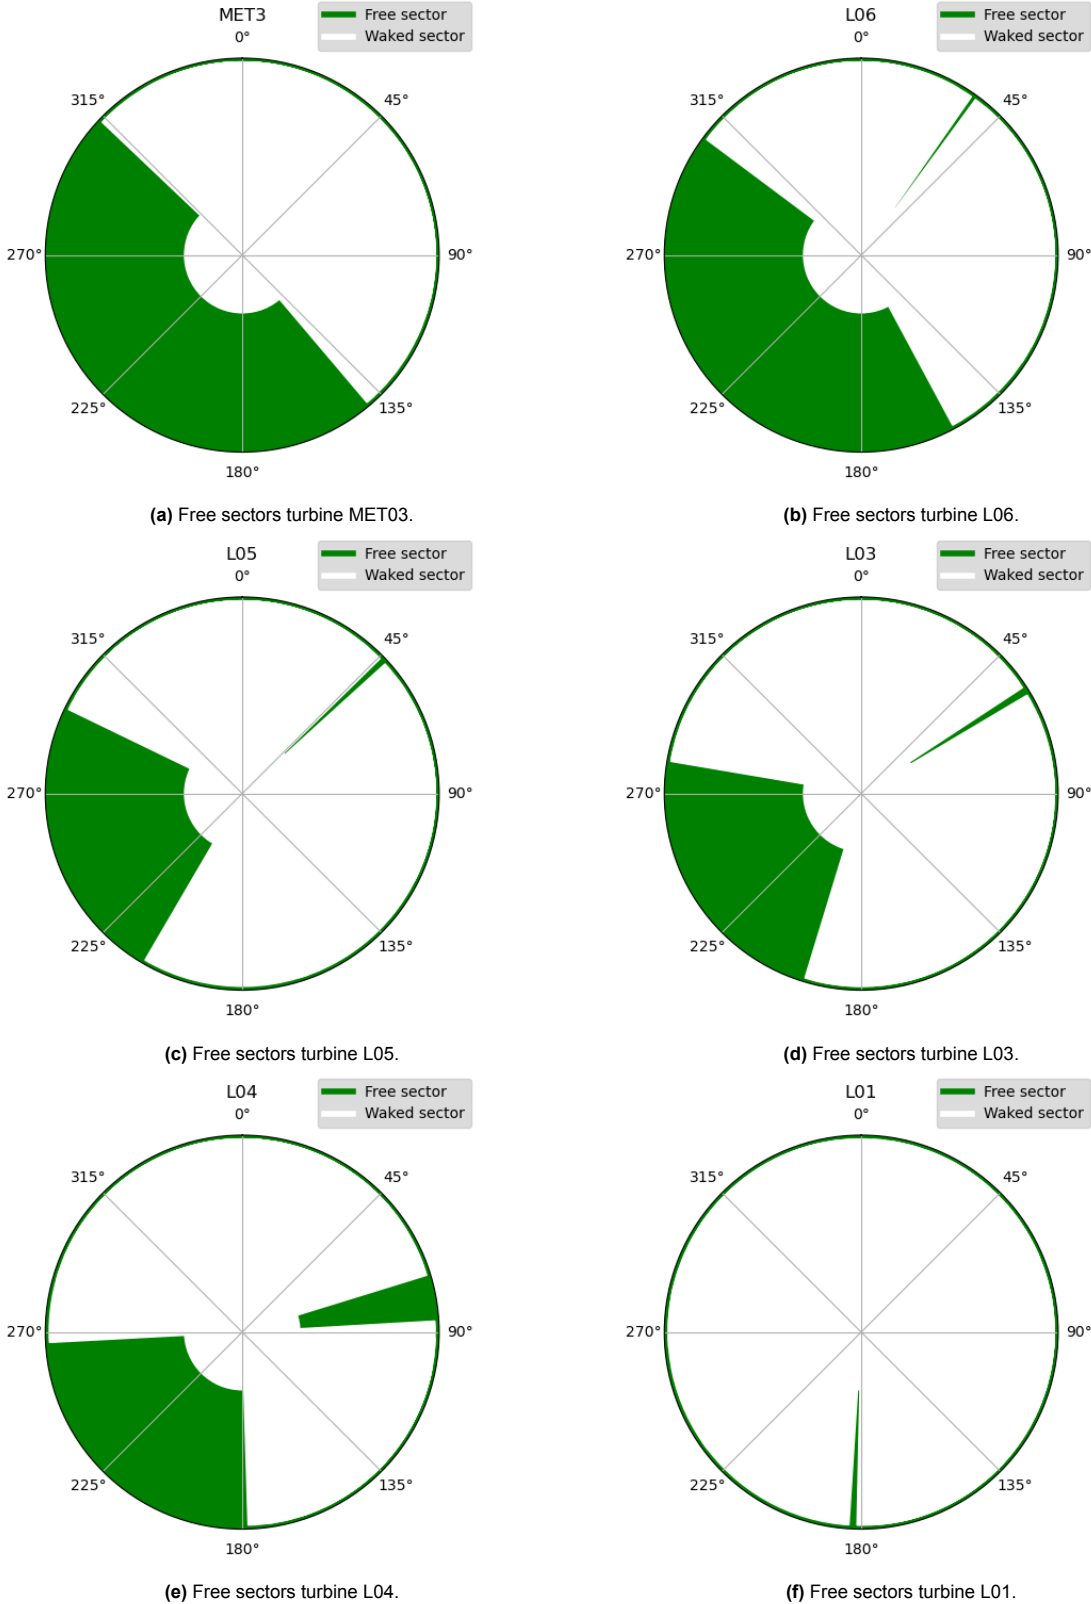 MET3
Free sector
Waked sector
0°
45°
90°
135°
180°
225°
270°
315°
(a) Free sectors turbine MET03.
L06
Free sector
Waked sector
0°
45°
90°
135°
180°
225°
270°
315°
(b) Free sectors turbine L06.
L05
Free sector
Waked sector
0°
45°
90°
135°
180°
225°
270°
315°
(c) Free sectors turbine L05.
L03
Free sector
Waked sector
0°
45°
90°
135°
180°
225°
270°
315°
(d) Free sectors turbine L03.
L04
Free sector
Waked sector
0°
45°
90°
135°
180°
225°
270°
315°
(e) Free sectors turbine L04.
L01
Free sector
Waked sector
0°
45°
90°
135°
180°
225°
270°
315°
(f) Free sectors turbine L01.